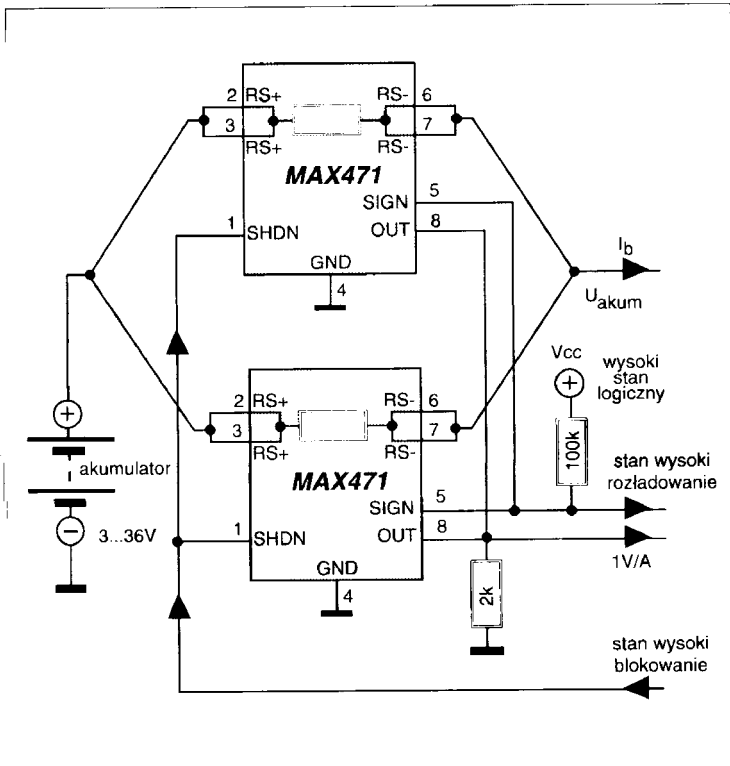 2 RS+ RS- 6
3 7
RS+ RS-
MAX471
SIGN 5
1 SHDN OUT 8
GND
4
I_b
U_akum
Vcc
+
wysoki
stan
logiczny
2 RS+ RS- 6
3 7
RS+ RS-
MAX471
100k
+
akumulator
−
3...36V
stan wysoki
rozładowanie
SIGN 5
1 SHDN OUT 8
1V/A
GND
4
2k
stan wysoki
blokowanie